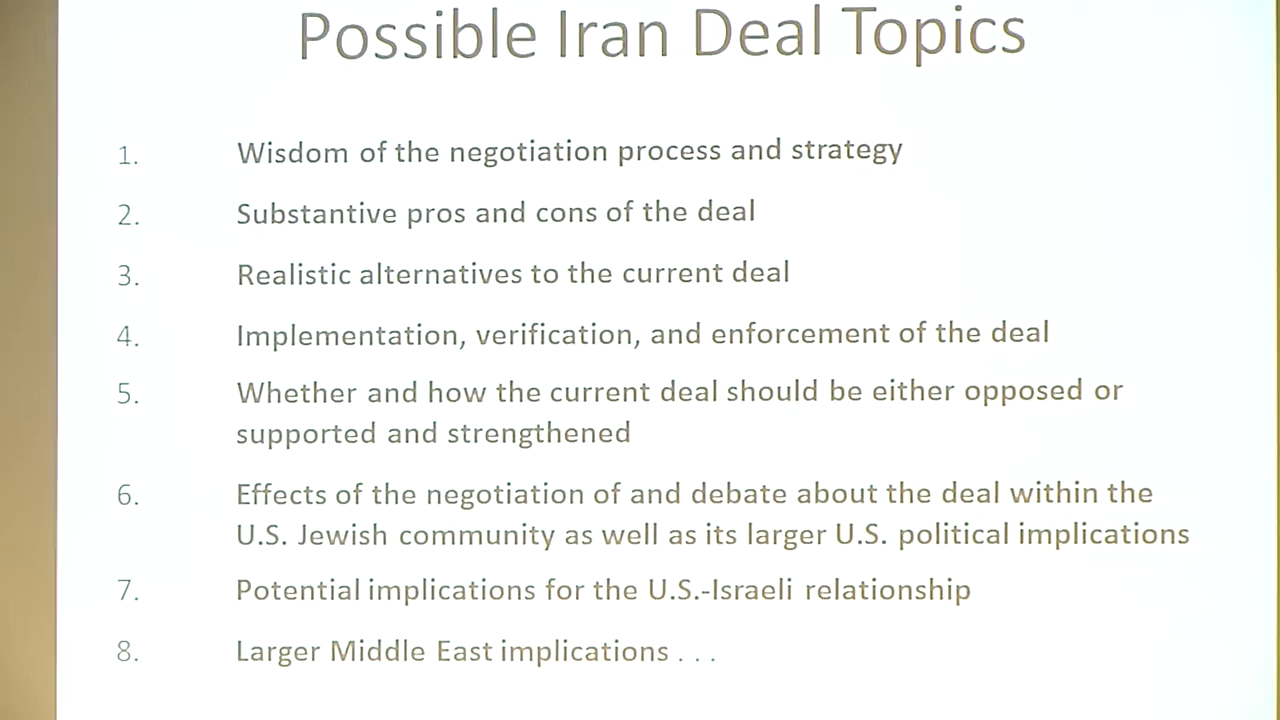 Possible Iran Deal Topics
1. Wisdom of the negotiation process and strategy
2. Substantive pros and cons of the deal
3. Realistic alternatives to the current deal
4. Implementation, verification, and enforcement of the deal
5. Whether and how the current deal should be either opposed or
supported and strengthened
6. Effects of the negotiation of and debate about the deal within the
U.S. Jewish community as well as its larger U.S. political implications
7. Potential implications for the U.S.-Israeli relationship
8. Larger Middle East implications . . .